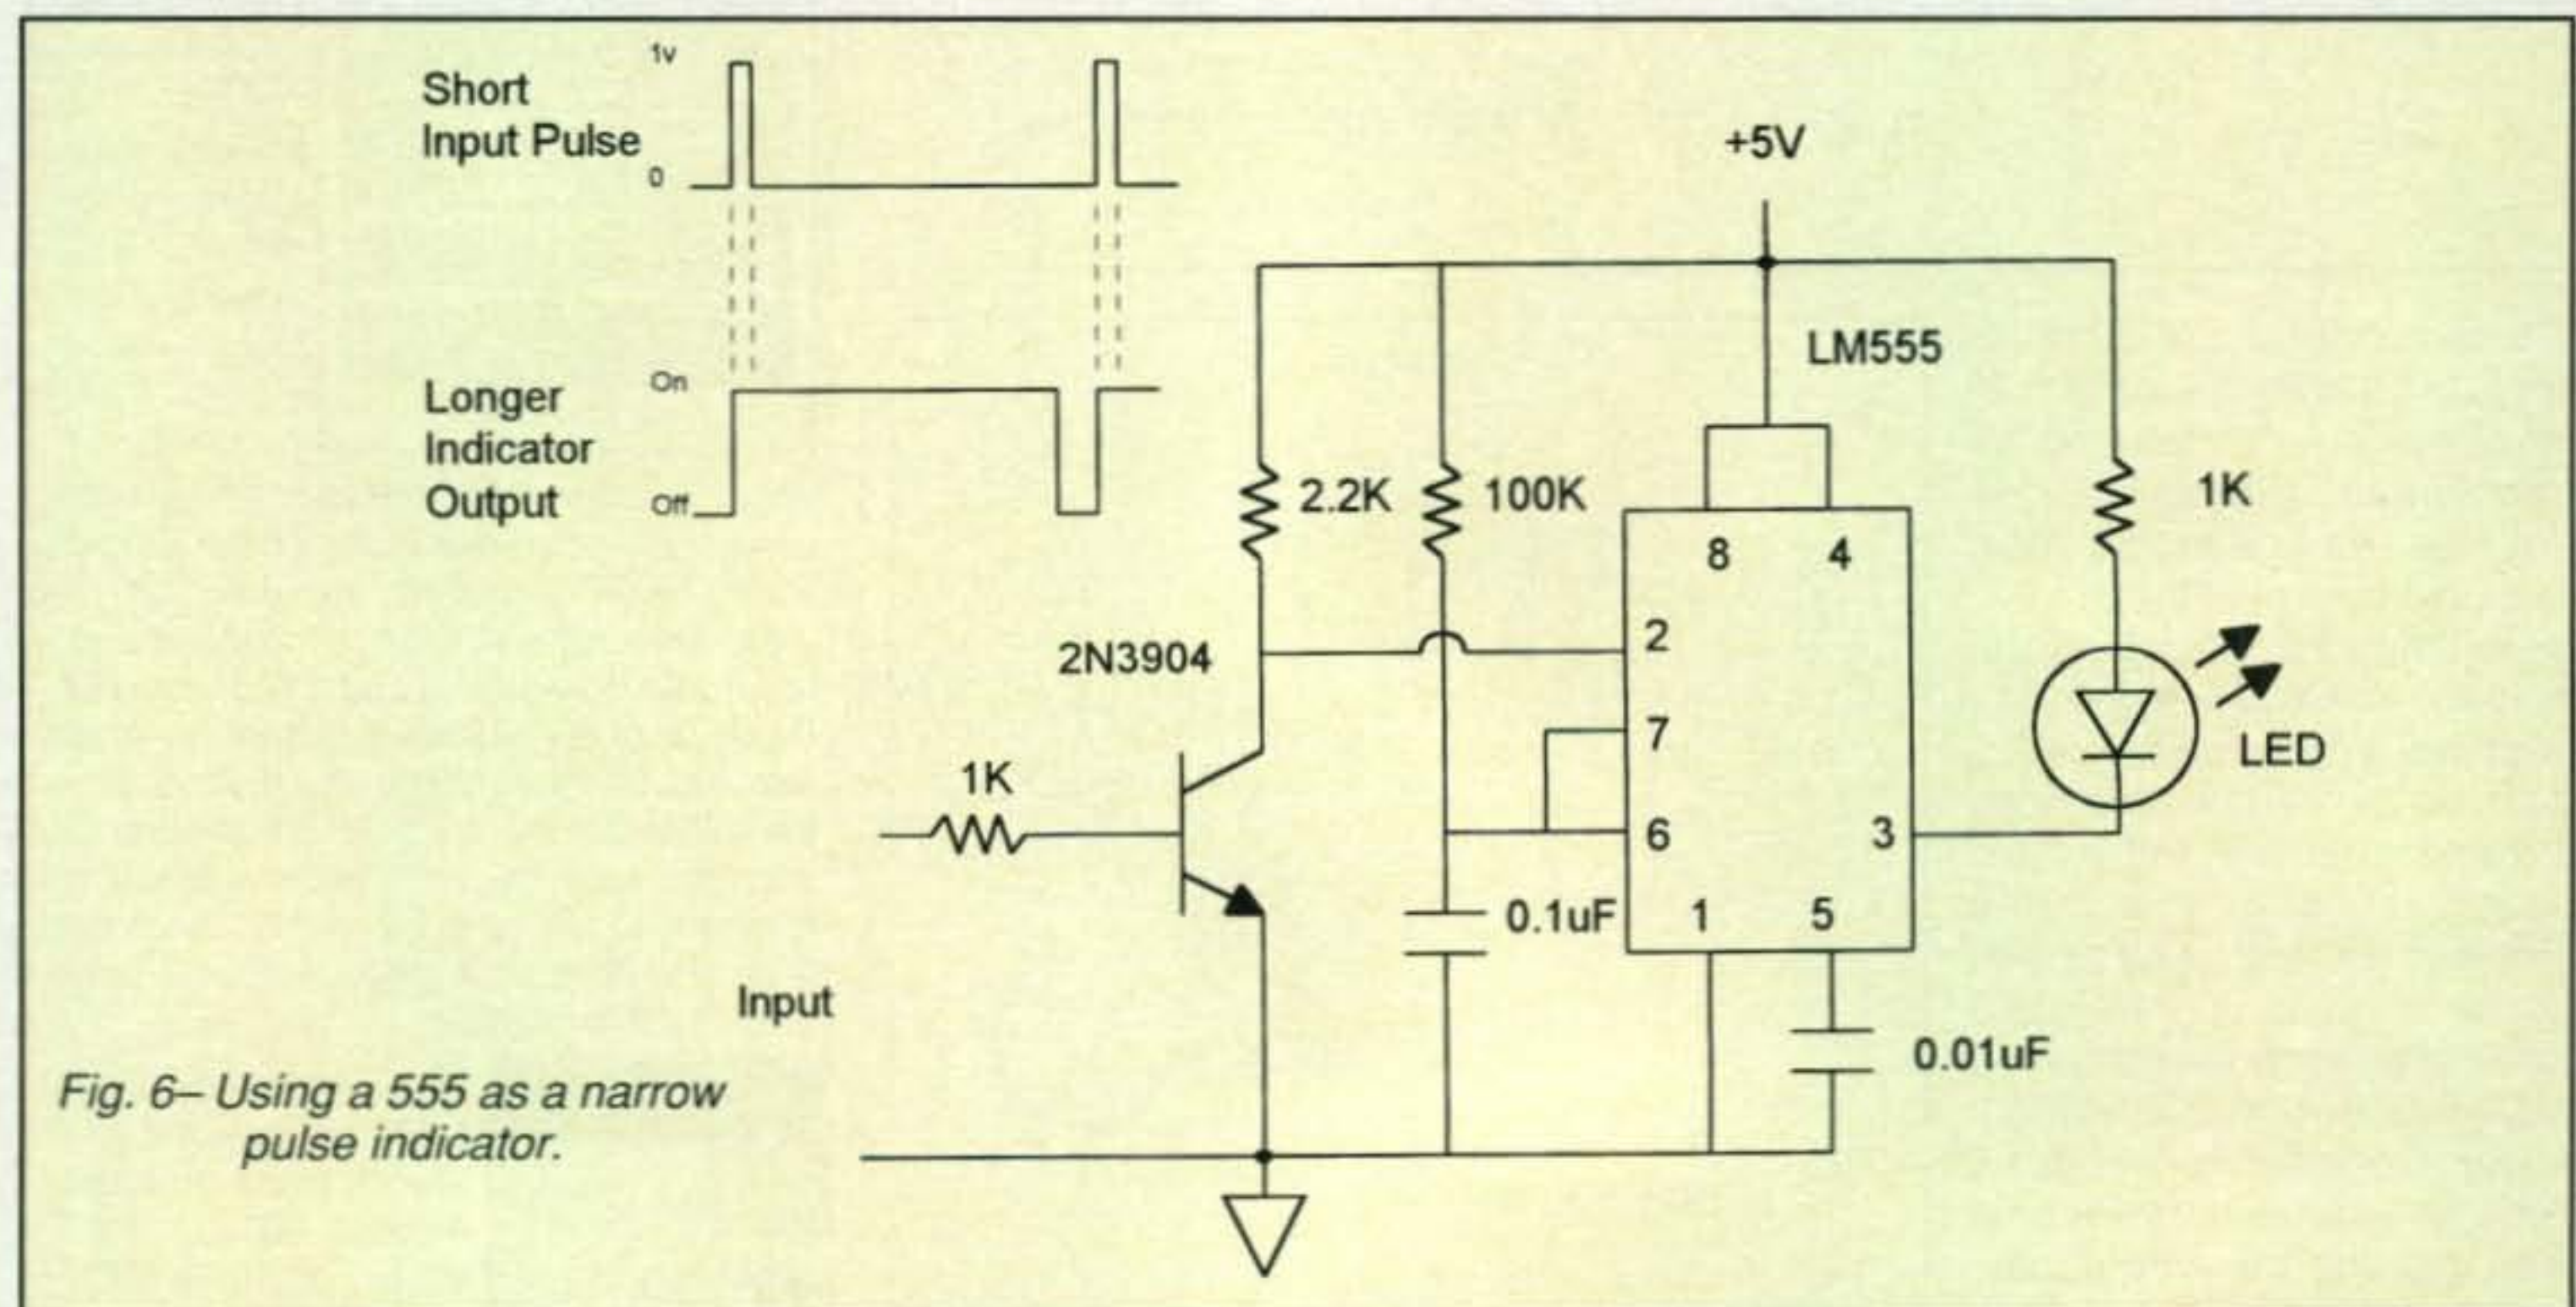 1v
Short
Input Pulse
0
On
Longer
Indicator
Output
Off
+5V
LM555
2.2K
100K
1K
8
4
2
2N3904
7
1K
LED
6
3
0.1uF
1
5
Input
0.01uF
Fig. 6– Using a 555 as a narrow
pulse indicator.